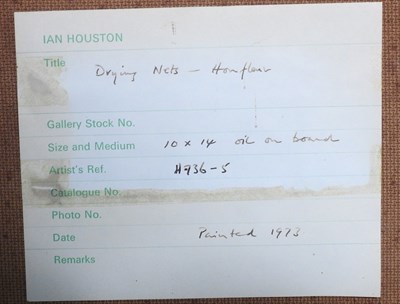 IAN HOUSTON
Title
Drying Nets - Honfleur
Gallery Stock No.
Size and Medium 10 x 14 oil on board
Artist's Ref. H736-5
Catalogue No.
Photo No.
Date Painted 1973
Remarks